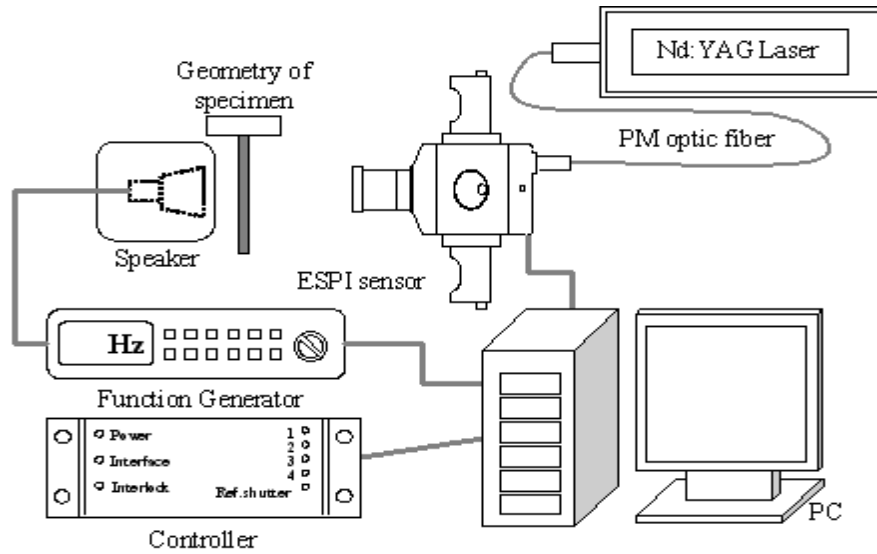 Nd: YAG Laser
Geometry of
specimen
PM optic fiber
Speaker
ESPI sensor
Hz
Function Generator
Power
Interface
Interlock
1
2
3
4
Ref.shutter
Controller
PC